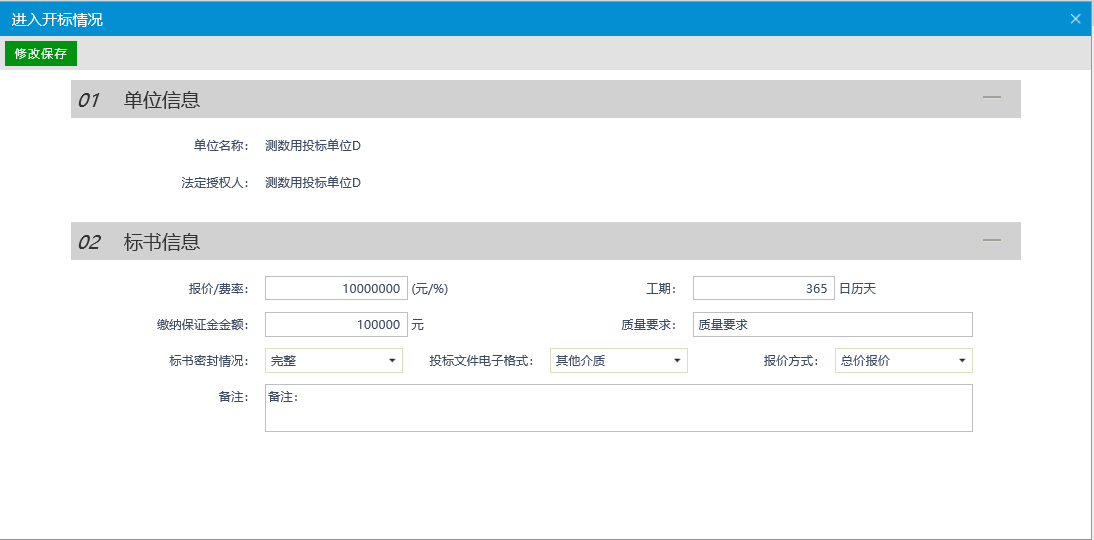 进入开标情况
修改保存
01 单位信息
单位名称： 测数用投标单位D
法定授权人： 测数用投标单位D
02 标书信息
报价/费率： 10000000 (元/%) 工期： 365 日历天
缴纳保证金金额： 100000 元 质量要求： 质量要求
标书密封情况： 完整 投标文件电子格式： 其他介质 报价方式： 总价报价
备注： 备注：